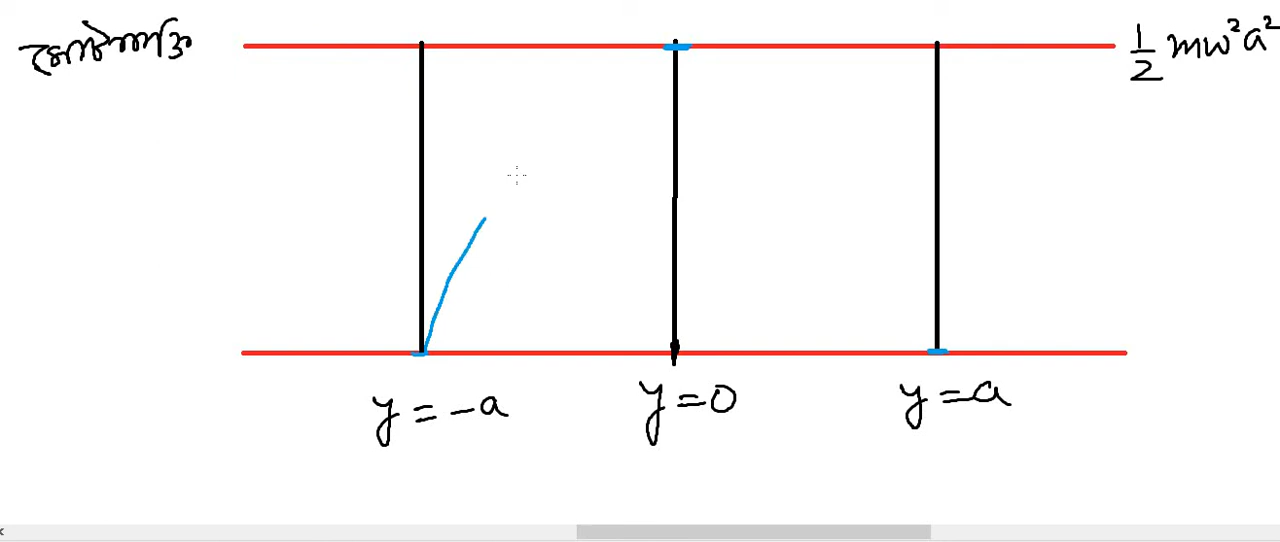 ½ mω²a²
y = -a
y = 0
y = a